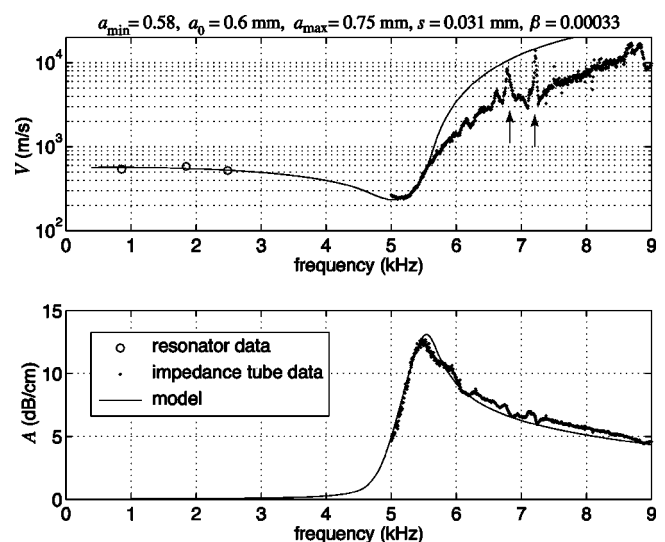 a_min = 0.58, a_0 = 0.6 mm, a_max = 0.75 mm, s = 0.031 mm, β = 0.00033
10^4
10^3
10^2
V (m/s)
0 1 2 3 4 5 6 7 8 9
frequency (kHz)
15
10
5
0
A (dB/cm)
resonator data
impedance tube data
model
0 1 2 3 4 5 6 7 8 9
frequency (kHz)